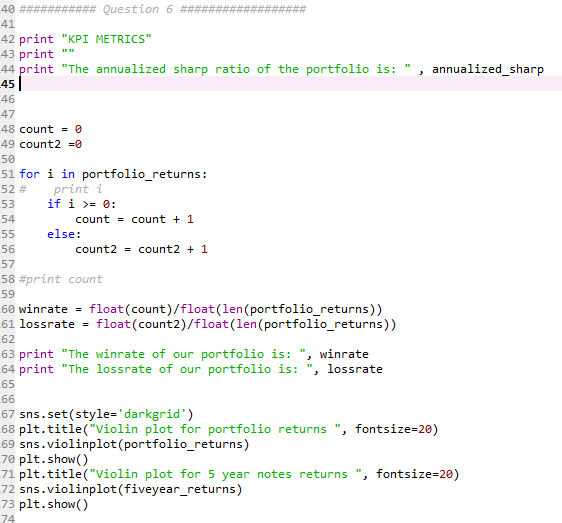 40 ########### Question 6 ##################
41
42 print "KPI METRICS"
43 print ""
44 print "The annualized sharp ratio of the portfolio is: " , annualized_sharp
45
46
47
48 count = 0
49 count2 =0
50
51 for i in portfolio_returns:
52 #    print i
53     if i >= 0:
54         count = count + 1
55     else:
56         count2 = count2 + 1
57
58 #print count
59
60 winrate = float(count)/float(len(portfolio_returns))
61 lossrate = float(count2)/float(len(portfolio_returns))
62
63 print "The winrate of our portfolio is: ", winrate
64 print "The lossrate of our portfolio is: ", lossrate
65
66
67 sns.set(style='darkgrid')
68 plt.title("Violin plot for portfolio returns ", fontsize=20)
69 sns.violinplot(portfolio_returns)
70 plt.show()
71 plt.title("Violin plot for 5 year notes returns ", fontsize=20)
72 sns.violinplot(fiveyear_returns)
73 plt.show()
74